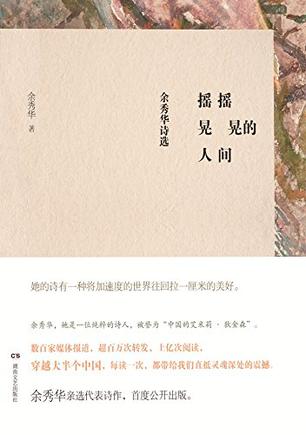 摇摇
晃晃的
人间
余秀华诗选
余秀华 著
她的诗有一种将加速度的世界往回拉一厘米的美好。
余秀华，她是一位纯粹的诗人，被誉为“中国的艾米莉·狄金森”。
数百家媒体报道，超百万次转发、上亿次阅读，
穿越大半个中国，每读一次，都带给我们直抵灵魂深处的震撼。
余秀华亲选代表诗作，首度公开出版。
CS
湖南文艺出版社